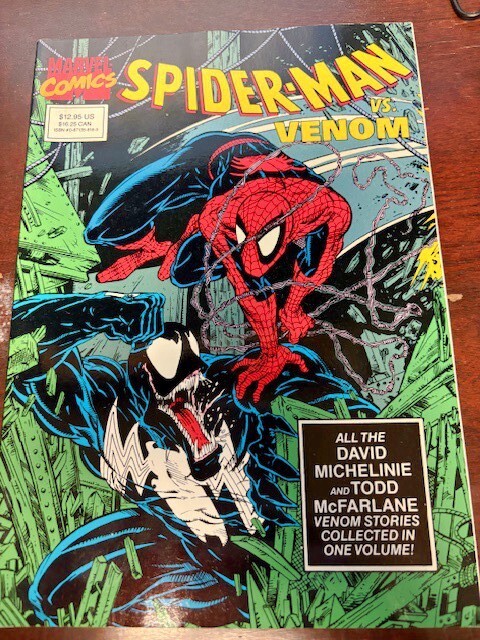 MARVEL
COMICS
SPIDER-MAN
VS.
VENOM
$12.95 US
$16.25 CAN
ALL THE
DAVID
MICHELINIE
AND TODD
McFARLANE
VENOM STORIES
COLLECTED IN
ONE VOLUME!